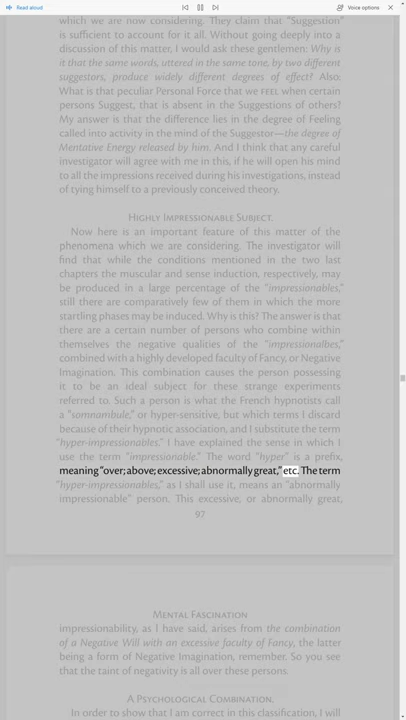 Read aloud
Voice options
which we are now considering. They claim that "Suggestion"
is sufficient to account for it all. Without going deeply into a
discussion of this matter, I would ask these gentlemen: Why is
it that the same words, uttered in the same tone, by two different
suggestors, produce widely different degrees of effect? Also:
What is that peculiar Personal Force that we FEEL when certain
persons Suggest, that is absent in the Suggestions of others?
My answer is that the difference lies in the degree of Feeling
called into activity in the mind of the Suggestor—the degree of
Mentative Energy released by him. And I think that any careful
investigator will agree with me in this, if he will open his mind
to all the impressions received during his investigations, instead
of tying himself to a previously conceived theory.
Highly Impressionable Subject.
Now here is an important feature of this matter of the
phenomena which we are considering. The investigator will
find that while the conditions mentioned in the two last
chapters the muscular and sense induction, respectively, may
be produced in a large percentage of the "impressionables,"
still there are comparatively few of them in which the more
startling phases may be induced. Why is this? The answer is that
there are a certain number of persons who combine within
themselves the negative qualities of the "impressionalbes,"
combined with a highly developed faculty of Fancy, or Negative
Imagination. This combination causes the person possessing
it to be an ideal subject for these strange experiments
referred to. Such a person is what the French hypnotists call
a "somnambule," or hyper-sensitive, but which terms I discard
because of their hypnotic association, and I substitute the term
"hyper-impressionables." I have explained the sense in which I
use the term "impressionable." The word "hyper" is a prefix,
meaning "over; above; excessive; abnormally great," etc. The term
"hyper-impressionables," as I shall use it, means an "abnormally
impressionable" person. This excessive, or abnormally great,
97
Mental Fascination
impressionability, as I have said, arises from the combination
of a Negative Will with an excessive faculty of Fancy, the latter
being a form of Negative Imagination, remember. So you see
that the taint of negativity is all over these persons.
A Psychological Combination.
In order to show that I am correct in this classification, I will